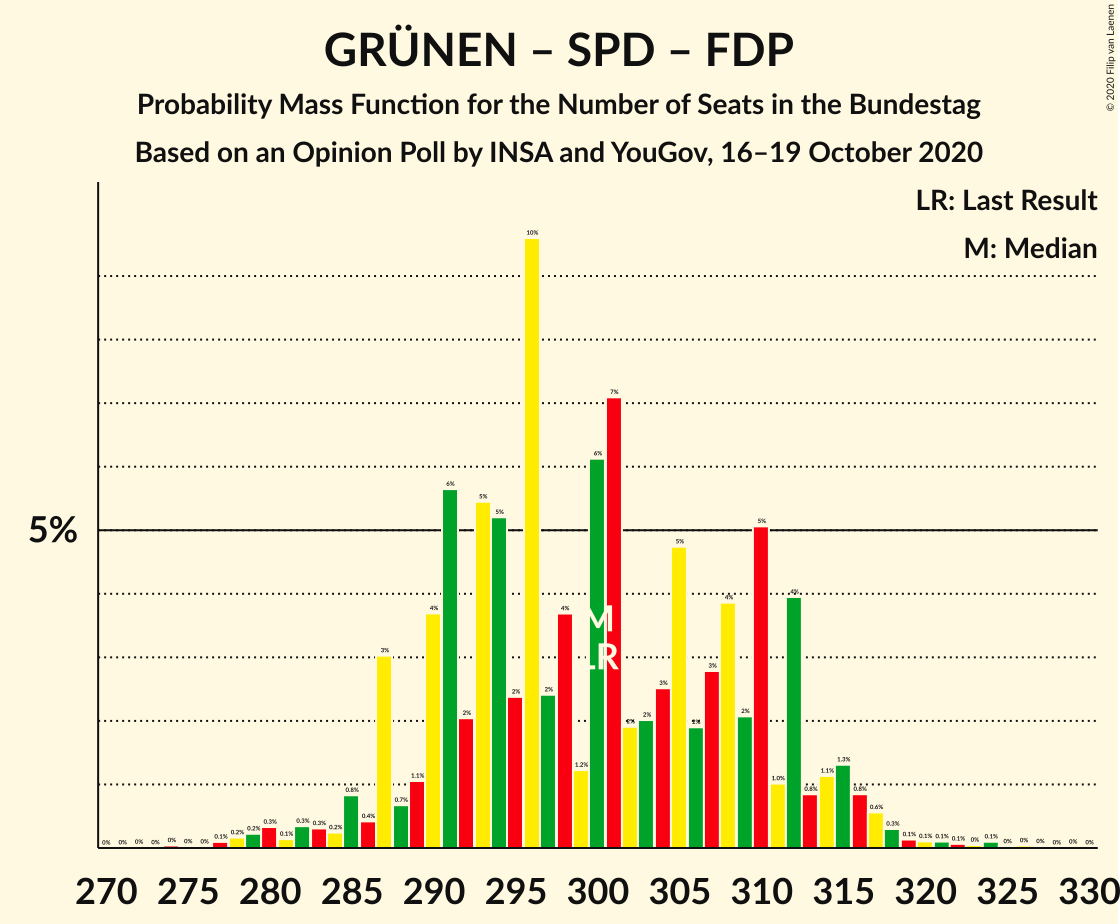 GRÜNEN – SPD – FDP
Probability Mass Function for the Number of Seats in the Bundestag
Based on an Opinion Poll by INSA and YouGov, 16–19 October 2020
© 2020 Filip van Laenen
LR: Last Result
M: Median
5%
0% 0% 0% 0% 0% 0% 0% 0.1% 0.2% 0.2% 0.3% 0.1% 0.3% 0.3% 0.2% 0.8% 0.4% 3% 0.7% 1.1% 4% 6% 2% 5% 5% 2% 10% 2% 4% 1.2% 6% 7% 2% 2% 3% 5% 2% 3% 4% 2% 5% 1.0% 4% 0.8% 1.1% 1.3% 0.8% 0.6% 0.3% 0.1% 0.1% 0.1% 0.1% 0% 0.1% 0% 0% 0% 0% 0% 0%
M
LR
270 275 280 285 290 295 300 305 310 315 320 325 330